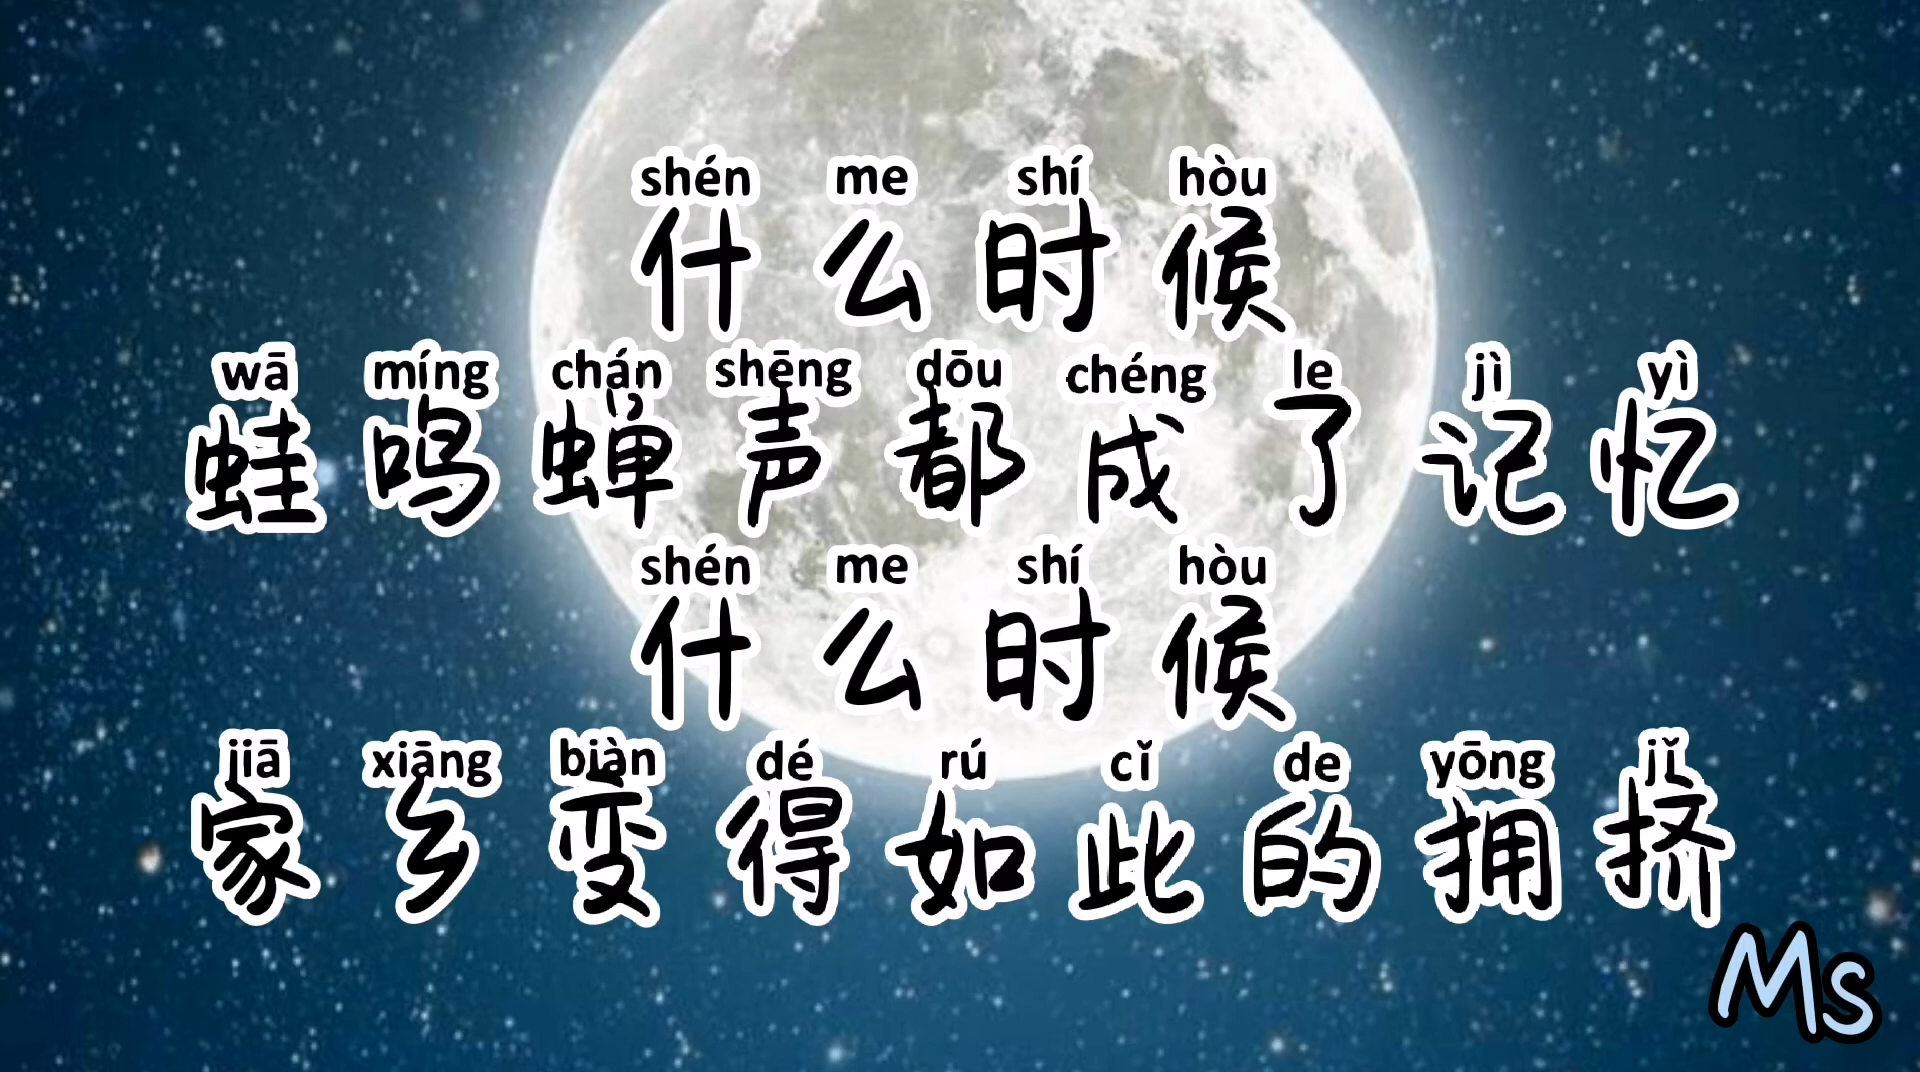 shén me shí hòu
什么时候
wā míng chán shēng dōu chéng le jì yì
蛙鸣蝉声都成了记忆
shén me shí hòu
什么时候
jiā xiāng biàn dé rú cǐ de yōng jǐ
家乡变得如此的拥挤
Ms